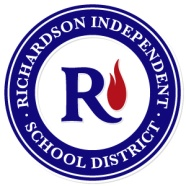 RICHARDSON INDEPENDENT
R
· SCHOOL DISTRICT ·